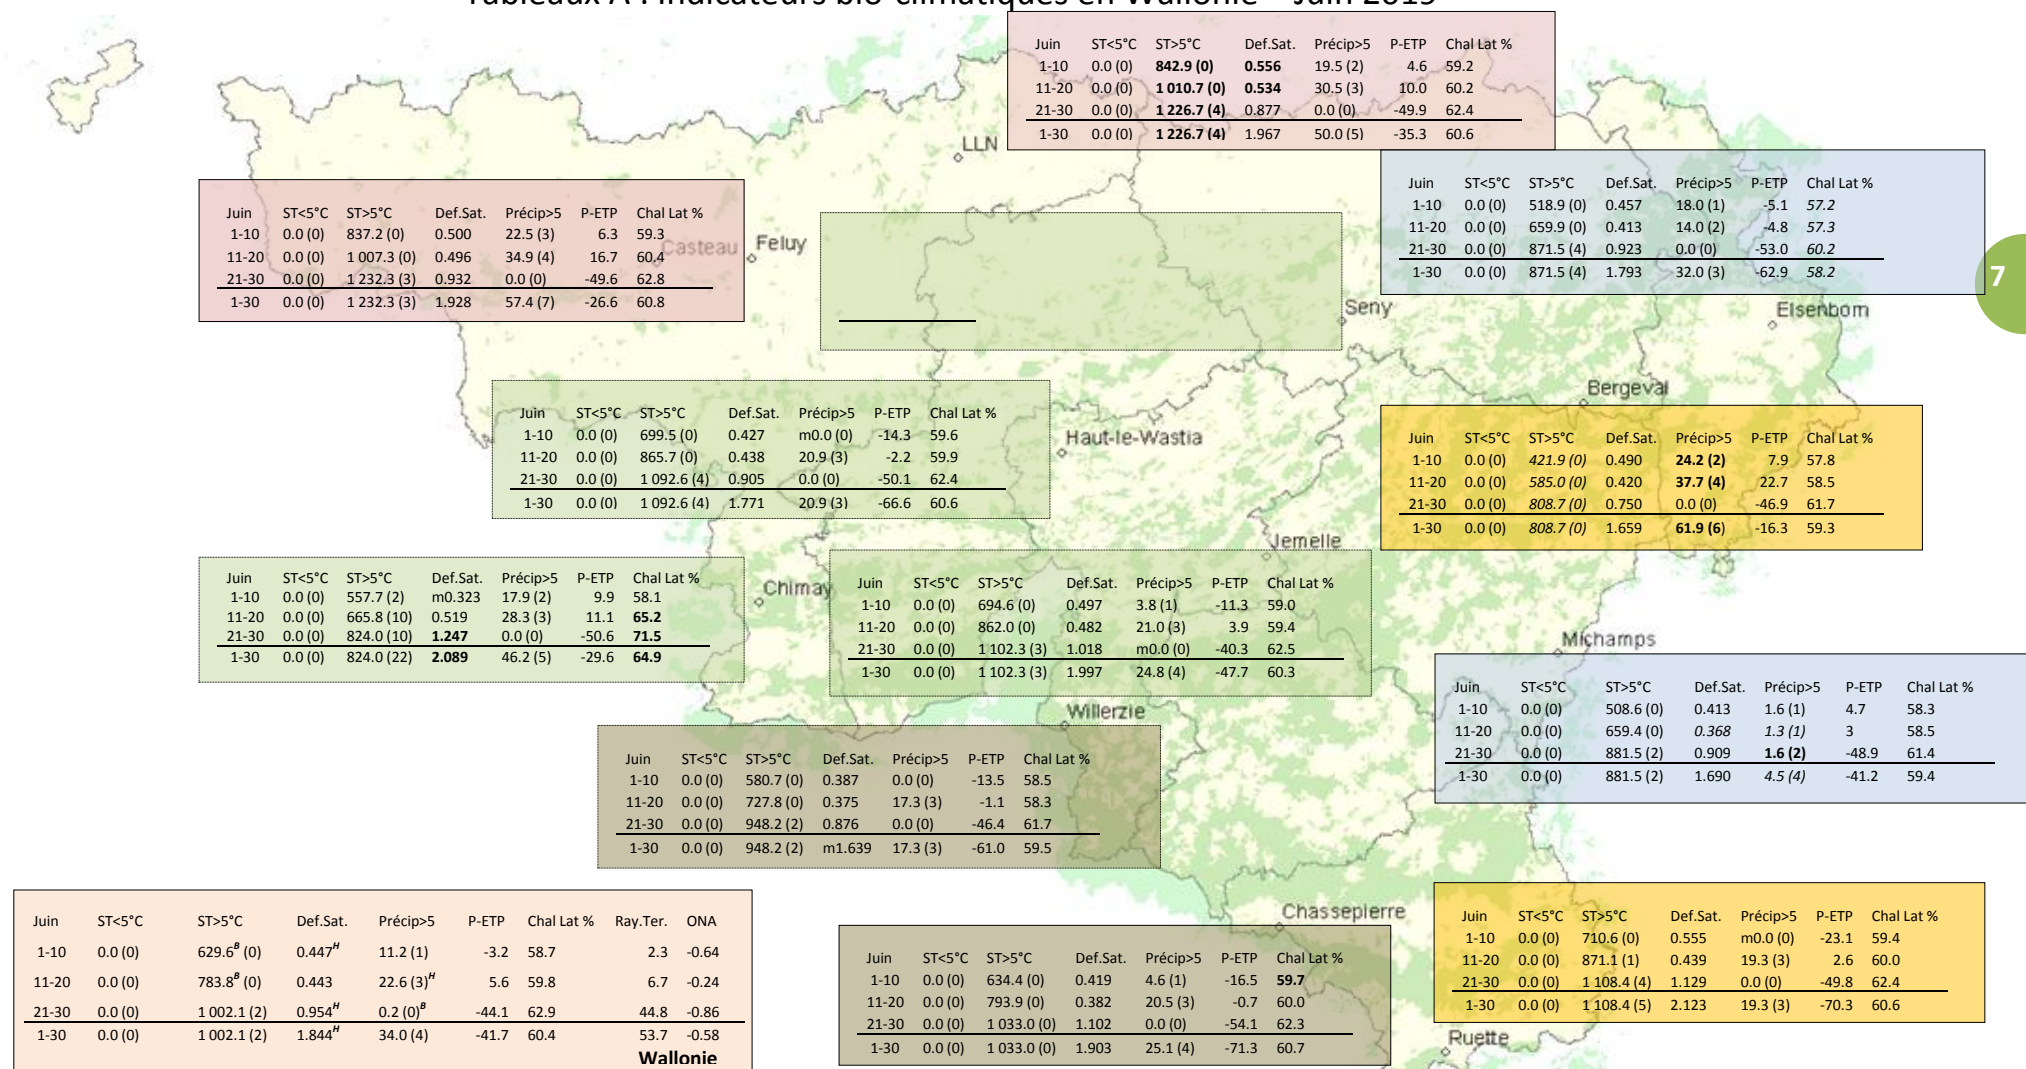 Tableaux A : Indicateurs bio-climatiques en Wallonie – Juin 2019
Juin ST<5°C ST>5°C Def.Sat. Précip>5 P-ETP Chal Lat %
1-10 0.0 (0) 842.9 (0) 0.556 19.5 (2) 4.6 59.2
11-20 0.0 (0) 1 010.7 (0) 0.534 30.5 (3) 10.0 60.2
21-30 0.0 (0) 1 226.7 (4) 0.877 0.0 (0) -49.9 62.4
1-30 0.0 (0) 1 226.7 (4) 1.967 50.0 (5) -35.3 60.6
LLN
Juin ST<5°C ST>5°C Def.Sat. Précip>5 P-ETP Chal Lat %
1-10 0.0 (0) 518.9 (0) 0.457 18.0 (1) -5.1 57.2
11-20 0.0 (0) 659.9 (0) 0.413 14.0 (2) -4.8 57.3
21-30 0.0 (0) 871.5 (4) 0.923 0.0 (0) -53.0 60.2
1-30 0.0 (0) 871.5 (4) 1.793 32.0 (3) -62.9 58.2
7
Juin ST<5°C ST>5°C Def.Sat. Précip>5 P-ETP Chal Lat %
1-10 0.0 (0) 837.2 (0) 0.500 22.5 (3) 6.3 59.3
11-20 0.0 (0) 1 007.3 (0) 0.496 34.9 (4) 16.7 60.4
21-30 0.0 (0) 1 232.3 (3) 0.932 0.0 (0) -49.6 62.8
1-30 0.0 (0) 1 232.3 (3) 1.928 57.4 (7) -26.6 60.8
Casteau
Feluy
Seny
Elsenborn
Bergeval
Juin ST<5°C ST>5°C Def.Sat. Précip>5 P-ETP Chal Lat %
1-10 0.0 (0) 699.5 (0) 0.427 m0.0 (0) -14.3 59.6
11-20 0.0 (0) 865.7 (0) 0.438 20.9 (3) -2.2 59.9
21-30 0.0 (0) 1 092.6 (4) 0.905 0.0 (0) -50.1 62.4
1-30 0.0 (0) 1 092.6 (4) 1.771 20.9 (3) -66.6 60.6
Haut-le-Wastia
Juin ST<5°C ST>5°C Def.Sat. Précip>5 P-ETP Chal Lat %
1-10 0.0 (0) 421.9 (0) 0.490 24.2 (2) 7.9 57.8
11-20 0.0 (0) 585.0 (0) 0.420 37.7 (4) 22.7 58.5
21-30 0.0 (0) 808.7 (0) 0.750 0.0 (0) -46.9 61.7
1-30 0.0 (0) 808.7 (0) 1.659 61.9 (6) -16.3 59.3
Jemelle
Juin ST<5°C ST>5°C Def.Sat. Précip>5 P-ETP Chal Lat %
1-10 0.0 (0) 557.7 (2) m0.323 17.9 (2) 9.9 58.1
11-20 0.0 (0) 665.8 (10) 0.519 28.3 (3) 11.1 65.2
21-30 0.0 (0) 824.0 (10) 1.247 0.0 (0) -50.6 71.5
1-30 0.0 (0) 824.0 (22) 2.089 46.2 (5) -29.6 64.9
Chimay
Juin ST<5°C ST>5°C Def.Sat. Précip>5 P-ETP Chal Lat %
1-10 0.0 (0) 694.6 (0) 0.497 3.8 (1) -11.3 59.0
11-20 0.0 (0) 862.0 (0) 0.482 21.0 (3) 3.9 59.4
21-30 0.0 (0) 1 102.3 (3) 1.018 m0.0 (0) -40.3 62.5
1-30 0.0 (0) 1 102.3 (3) 1.997 24.8 (4) -47.7 60.3
Michamps
Juin ST<5°C ST>5°C Def.Sat. Précip>5 P-ETP Chal Lat %
1-10 0.0 (0) 508.6 (0) 0.413 1.6 (1) 4.7 58.3
11-20 0.0 (0) 659.4 (0) 0.368 1.3 (1) 3 58.5
21-30 0.0 (0) 881.5 (2) 0.909 1.6 (2) -48.9 61.4
1-30 0.0 (0) 881.5 (2) 1.690 4.5 (4) -41.2 59.4
Willerzie
Juin ST<5°C ST>5°C Def.Sat. Précip>5 P-ETP Chal Lat %
1-10 0.0 (0) 580.7 (0) 0.387 0.0 (0) -13.5 58.5
11-20 0.0 (0) 727.8 (0) 0.375 17.3 (3) -1.1 58.3
21-30 0.0 (0) 948.2 (2) 0.876 0.0 (0) -46.4 61.7
1-30 0.0 (0) 948.2 (2) m1.639 17.3 (3) -61.0 59.5
Chassepierre
Juin ST<5°C ST>5°C Def.Sat. Précip>5 P-ETP Chal Lat % Ray.Ter. ONA
1-10 0.0 (0) 629.6B (0) 0.447H 11.2 (1) -3.2 58.7 2.3 -0.64
11-20 0.0 (0) 783.8B (0) 0.443 22.6 (3)H 5.6 59.8 6.7 -0.24
21-30 0.0 (0) 1 002.1 (2) 0.954H 0.2 (0)B -44.1 62.9 44.8 -0.86
1-30 0.0 (0) 1 002.1 (2) 1.844H 34.0 (4) -41.7 60.4 53.7 -0.58
Wallonie
Juin ST<5°C ST>5°C Def.Sat. Précip>5 P-ETP Chal Lat %
1-10 0.0 (0) 634.4 (0) 0.419 4.6 (1) -16.5 59.7
11-20 0.0 (0) 793.9 (0) 0.382 20.5 (3) -0.7 60.0
21-30 0.0 (0) 1 033.0 (0) 1.102 0.0 (0) -54.1 62.3
1-30 0.0 (0) 1 033.0 (0) 1.903 25.1 (4) -71.3 60.7
Juin ST<5°C ST>5°C Def.Sat. Précip>5 P-ETP Chal Lat %
1-10 0.0 (0) 710.6 (0) 0.555 m0.0 (0) -23.1 59.4
11-20 0.0 (0) 871.1 (1) 0.439 19.3 (3) 2.6 60.0
21-30 0.0 (0) 1 108.4 (4) 1.129 0.0 (0) -49.8 62.4
1-30 0.0 (0) 1 108.4 (5) 2.123 19.3 (3) -70.3 60.6
Ruette